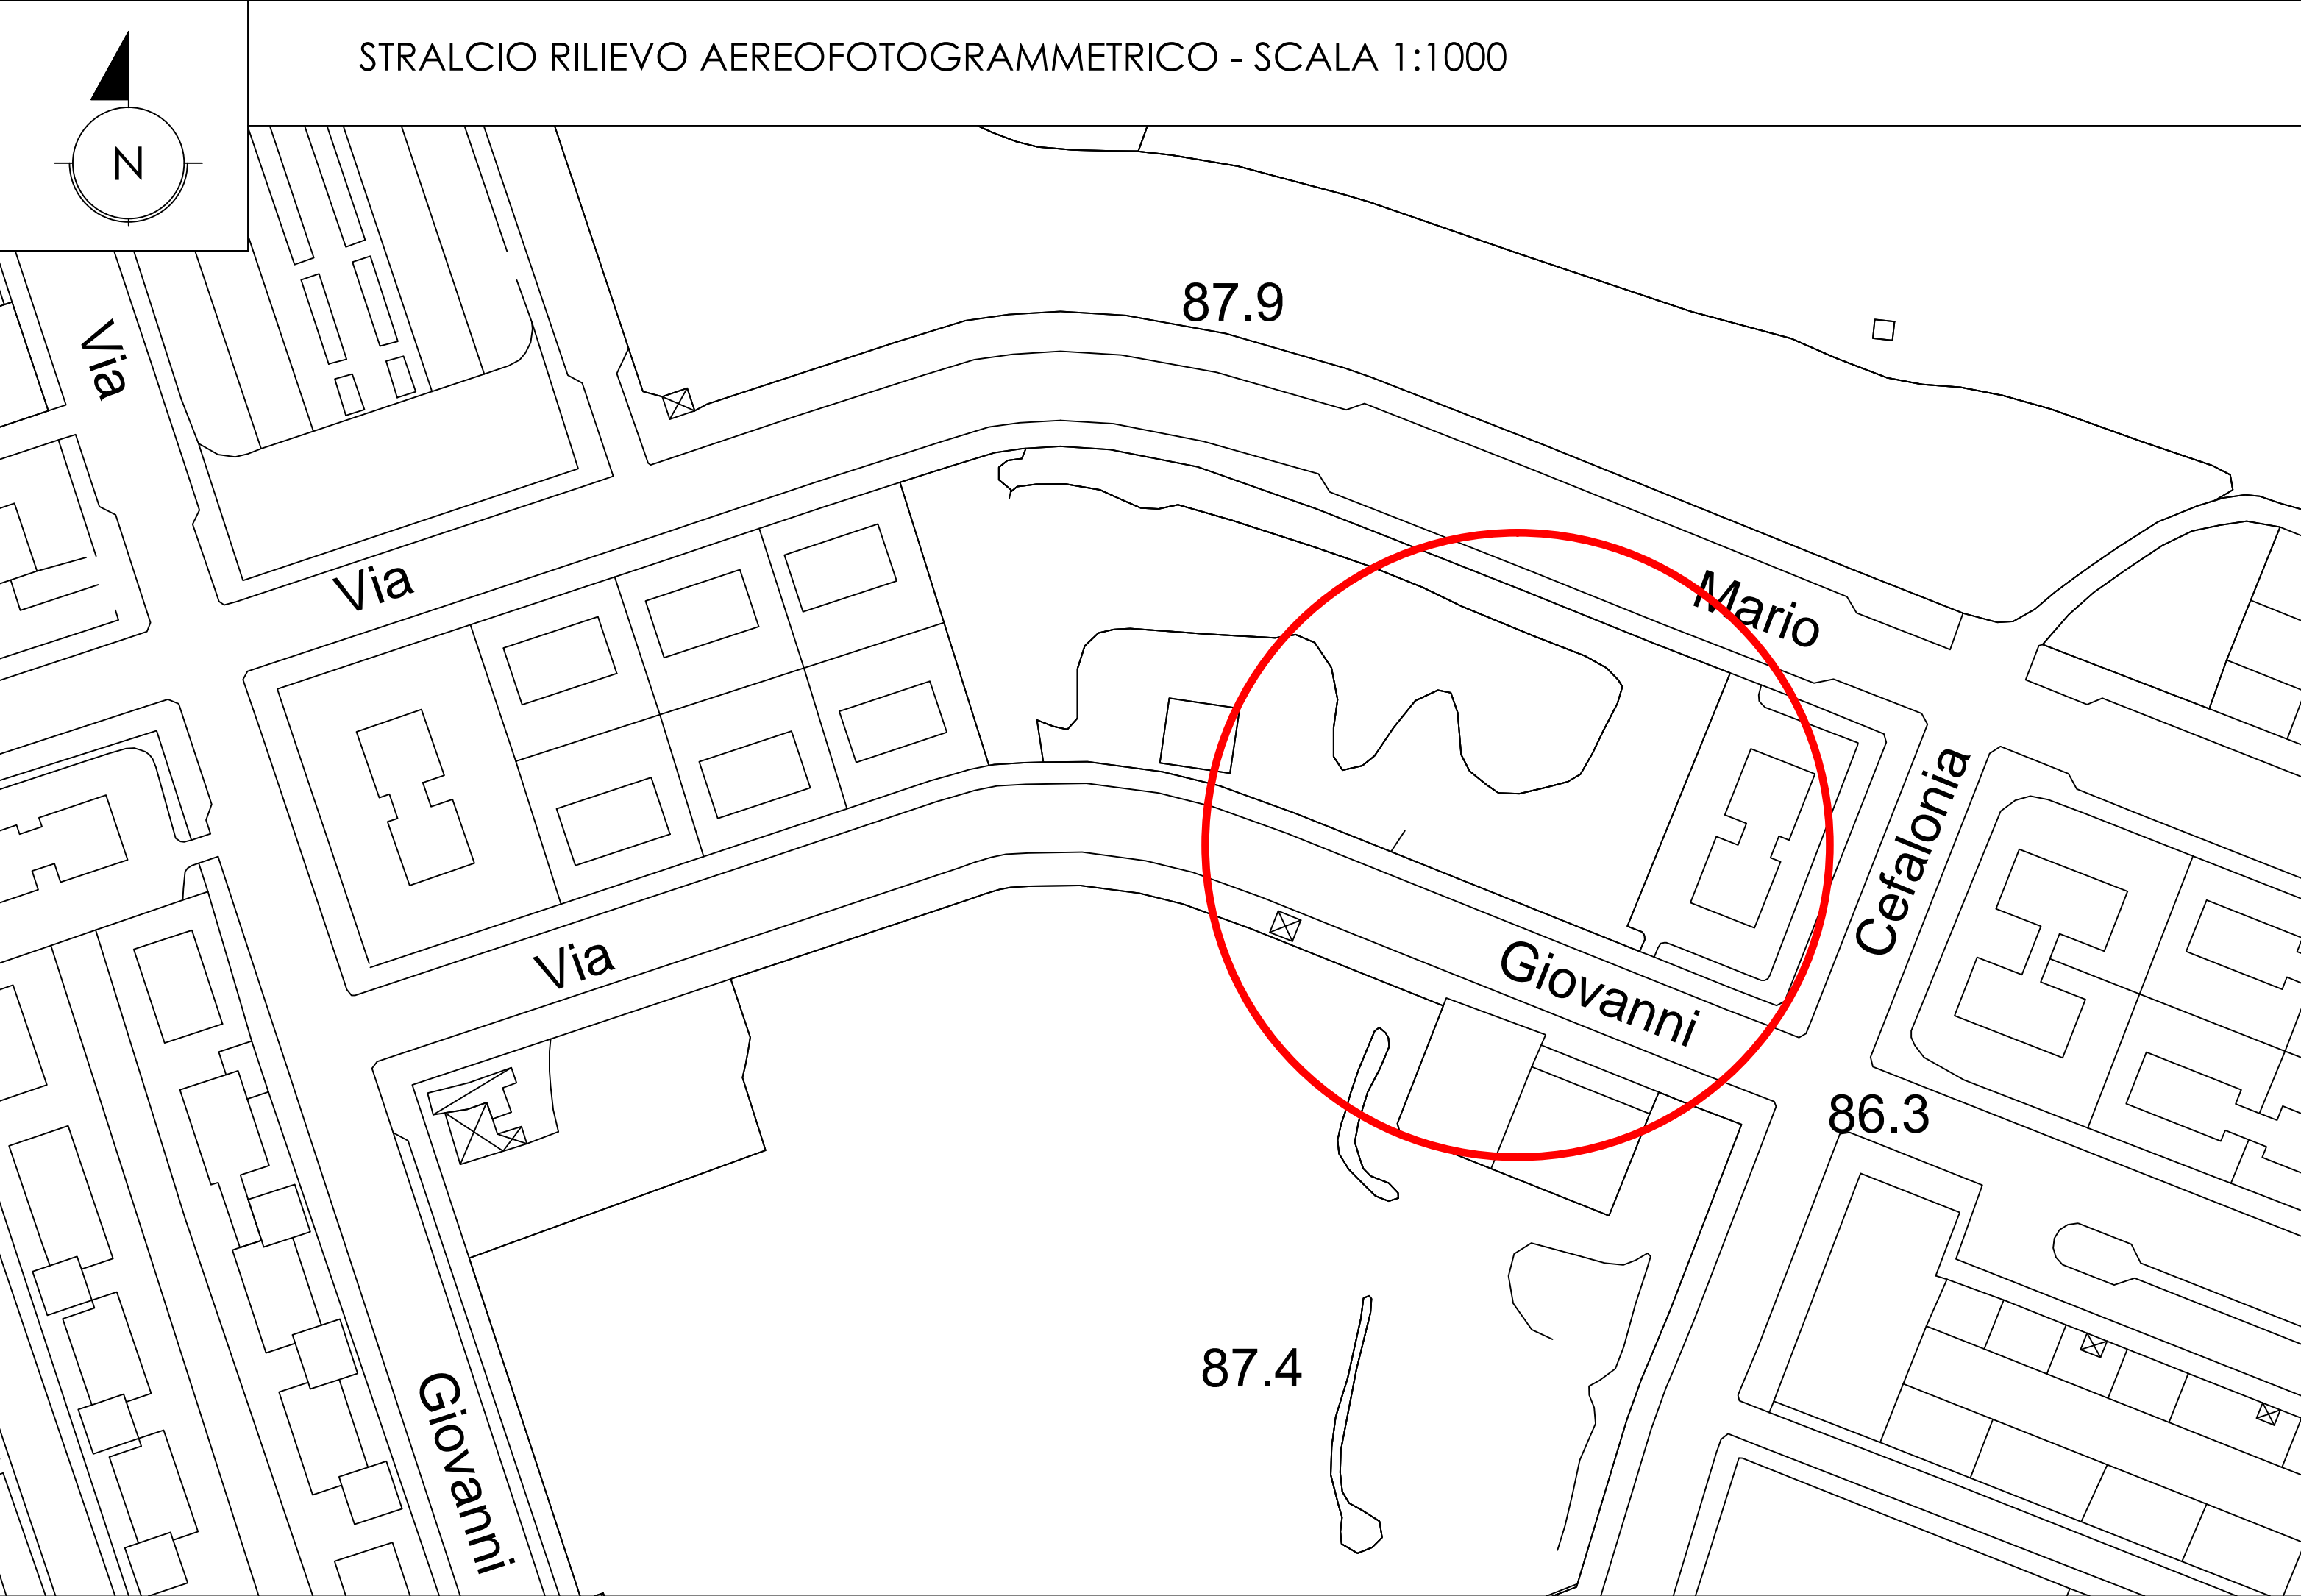 STRALCIO RILIEVO AEREOFOTOGRAMMETRICO - SCALA 1:1000
N
87.9
Via
Via
Mario
Cefalonia
Via
Giovanni
86.3
87.4
Giovanni